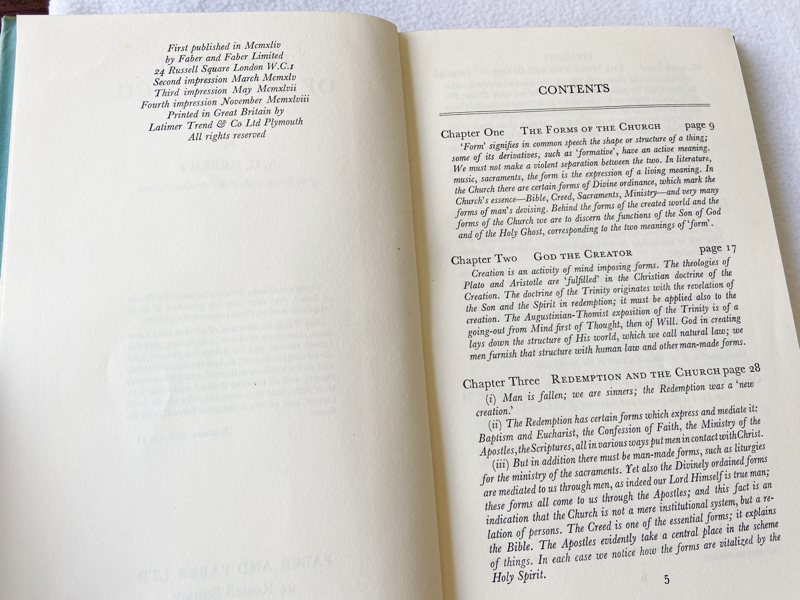 First published in Mcmxliv
by Faber and Faber Limited
24 Russell Square London W.C.1
Second impression March Mcmxlv
Third impression May Mcmxlvii
Fourth impression November Mcmxlviii
Printed in Great Britain by
Latimer Trend & Co Ltd Plymouth
All rights reserved
CONTENTS
Chapter One The Forms of the Church page 9
'Form' signifies in common speech the shape or structure of a thing;
some of its derivatives, such as 'formative', have an active meaning.
We must not make a violent separation between the two. In literature,
music, sacraments, the form is the expression of a living meaning. In
the Church there are certain forms of Divine ordinance, which mark the
Church's essence—Bible, Creed, Sacraments, Ministry—and very many
forms of man's devising. Behind the forms of the created world and the
forms of the Church we are to discern the functions of the Son of God
and of the Holy Ghost, corresponding to the two meanings of 'form'.
Chapter Two God the Creator page 17
Creation is an activity of mind imposing forms. The theologies of
Plato and Aristotle are 'fulfilled' in the Christian doctrine of the
Creation. The doctrine of the Trinity originates with the revelation of
the Son and the Spirit in redemption; it must be applied also to the
creation. The Augustinian-Thomist exposition of the Trinity is of a
going-out from Mind first of Thought, then of Will. God in creating
lays down the structure of His world, which we call natural law; we
men furnish that structure with human law and other man-made forms.
Chapter Three Redemption and the Church page 28
(i) Man is fallen; we are sinners; the Redemption was a 'new
creation.'
(ii) The Redemption has certain forms which express and mediate it:
Baptism and Eucharist, the Confession of Faith, the Ministry of the
Apostles, the Scriptures, all in various ways put men in contact with Christ.
(iii) But in addition there must be man-made forms, such as liturgies
for the ministry of the sacraments. Yet also the Divinely ordained forms
are mediated to us through men, as indeed our Lord Himself is true man;
these forms all come to us through the Apostles; and this fact is an
indication that the Church is not a mere institutional system, but a re-
lation of persons. The Creed is one of the essential forms; it explains
the Bible. The Apostles evidently take a central place in the scheme
of things. In each case we notice how the forms are vitalized by the
Holy Spirit.
5